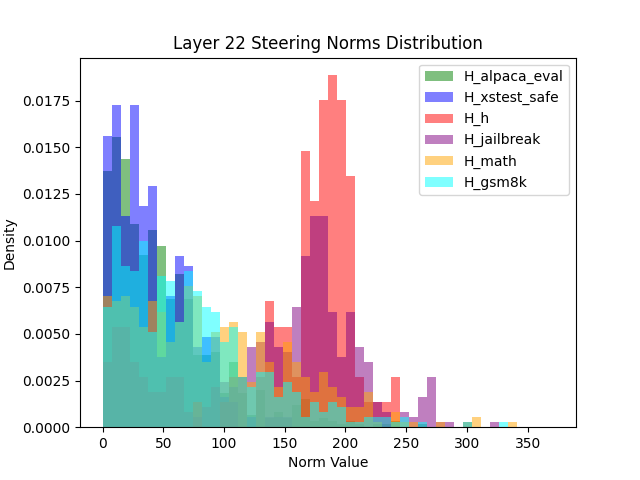 Layer 22 Steering Norms Distribution
H_alpaca_eval
H_xstest_safe
H_h
H_jailbreak
H_math
H_gsm8k
Density
0.0175
0.0150
0.0125
0.0100
0.0075
0.0050
0.0025
0.0000
0 50 100 150 200 250 300 350
Norm Value